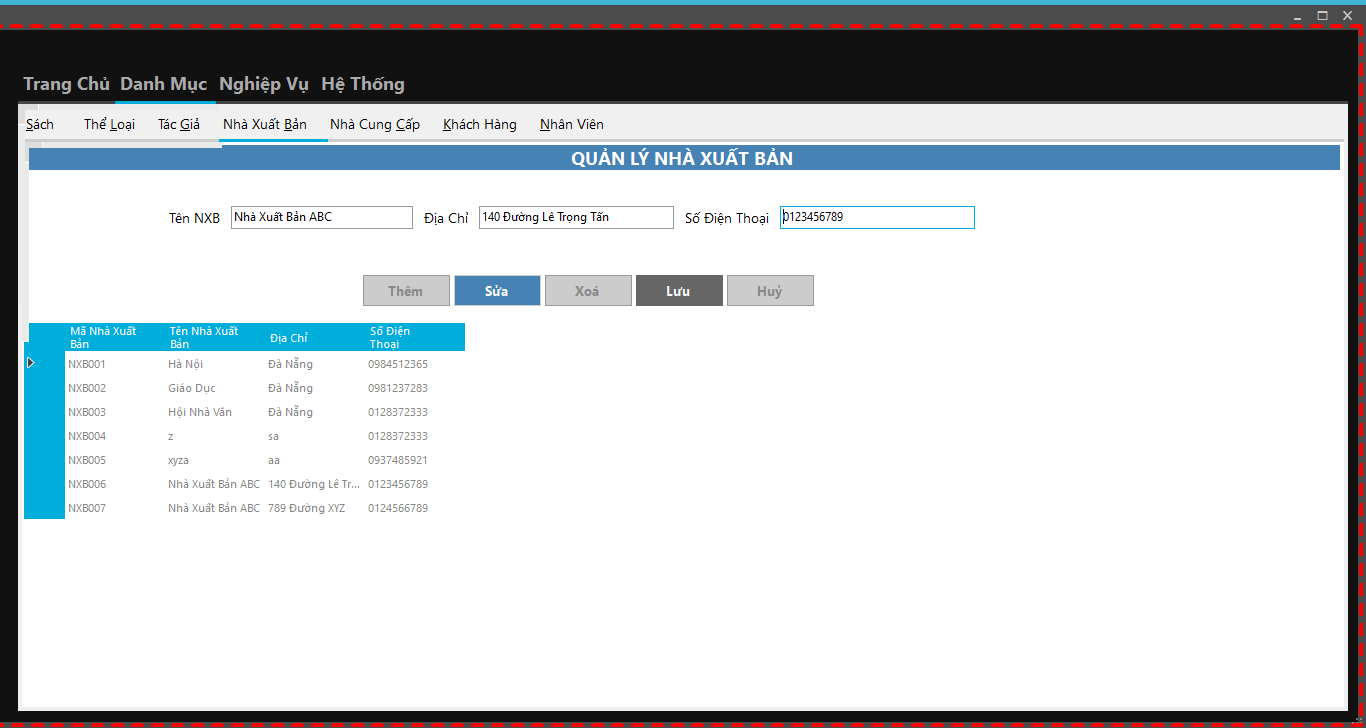 Trang Chủ Danh Mục Nghiệp Vụ Hệ Thống
Sách Thể Loại Tác Giả Nhà Xuất Bản Nhà Cung Cấp Khách Hàng Nhân Viên
QUẢN LÝ NHÀ XUẤT BẢN
Tên NXB Nhà Xuất Bản ABC Địa Chỉ 140 Đường Lê Trọng Tấn Số Điện Thoại 0123456789
Thêm Sửa Xoá Lưu Huỷ
Mã Nhà Xuất Bản Tên Nhà Xuất Bản Địa Chỉ Số Điện Thoại
NXB001 Hà Nội Đà Nẵng 0984512365
NXB002 Giáo Dục Đà Nẵng 0981237283
NXB003 Hội Nhà Văn Đà Nẵng 0128372333
NXB004 z sa 0128372333
NXB005 xyza aa 0937485921
NXB006 Nhà Xuất Bản ABC 140 Đường Lê Tr... 0123456789
NXB007 Nhà Xuất Bản ABC 789 Đường XYZ 0124566789